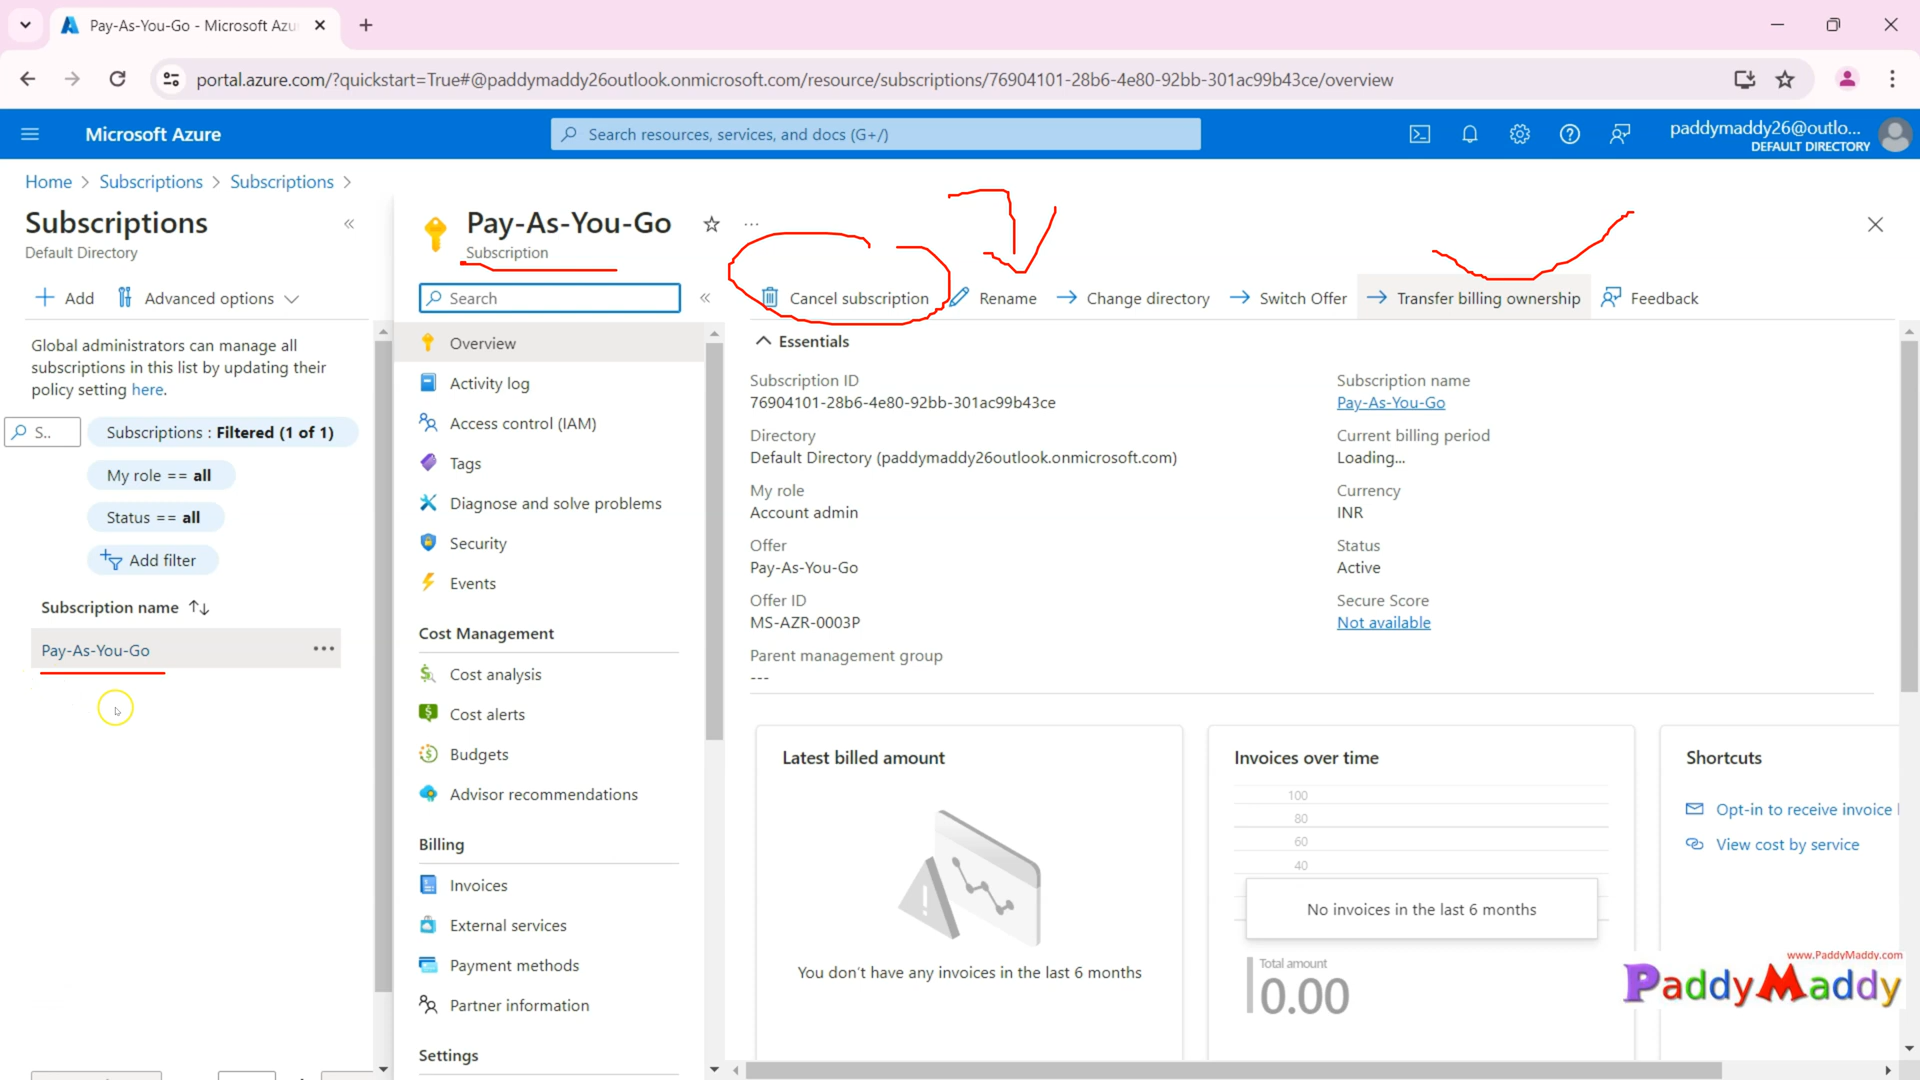 Pay-As-You-Go - Microsoft Azu
portal.azure.com/?quickstart=True#@paddymaddy26outlook.onmicrosoft.com/resource/subscriptions/76904101-28b6-4e80-92bb-301ac99b43ce/overview
Microsoft Azure
Search resources, services, and docs (G+/)
paddymaddy26@outlo...
DEFAULT DIRECTORY
Home > Subscriptions > Subscriptions >
Subscriptions
Default Directory
Add
Advanced options
Global administrators can manage all
subscriptions in this list by updating their
policy setting here.
S..
Subscriptions : Filtered (1 of 1)
My role == all
Status == all
Add filter
Subscription name
Pay-As-You-Go
Pay-As-You-Go
Subscription
Search
Overview
Activity log
Access control (IAM)
Tags
Diagnose and solve problems
Security
Events
Cost Management
Cost analysis
Cost alerts
Budgets
Advisor recommendations
Billing
Invoices
External services
Payment methods
Partner information
Settings
Cancel subscription
Rename
Change directory
Switch Offer
Transfer billing ownership
Feedback
Essentials
Subscription ID
76904101-28b6-4e80-92bb-301ac99b43ce
Directory
Default Directory (paddymaddy26outlook.onmicrosoft.com)
My role
Account admin
Offer
Pay-As-You-Go
Offer ID
MS-AZR-0003P
Parent management group
---
Subscription name
Pay-As-You-Go
Current billing period
Loading...
Currency
INR
Status
Active
Secure Score
Not available
Latest billed amount
You don't have any invoices in the last 6 months
Invoices over time
100
80
60
40
No invoices in the last 6 months
Total amount
0.00
Shortcuts
Opt-in to receive invoice
View cost by service
www.PaddyMaddy.com
PaddyMaddy